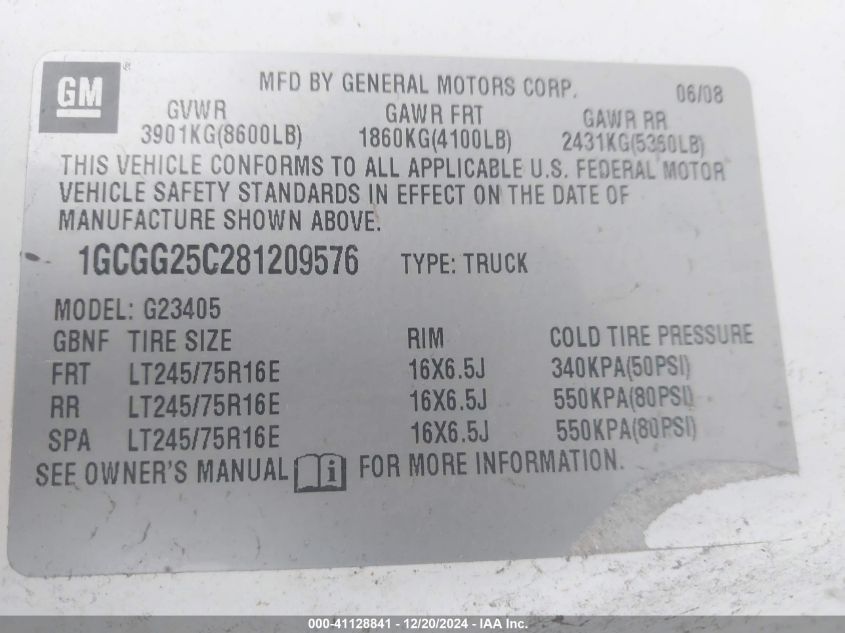 GM®
MFD BY GENERAL MOTORS CORP. 06/08
GVWR GAWR FRT GAWR RR
3901KG(8600LB) 1860KG(4100LB) 2431KG(5360LB)
THIS VEHICLE CONFORMS TO ALL APPLICABLE U.S. FEDERAL MOTOR
VEHICLE SAFETY STANDARDS IN EFFECT ON THE DATE OF
MANUFACTURE SHOWN ABOVE.
1GCGG25C281209576 TYPE: TRUCK
MODEL: G23405
GBNF TIRE SIZE RIM COLD TIRE PRESSURE
FRT LT245/75R16E 16X6.5J 340KPA(50PSI)
RR LT245/75R16E 16X6.5J 550KPA(80PSI)
SPA LT245/75R16E 16X6.5J 550KPA(80PSI)
SEE OWNER'S MANUAL i FOR MORE INFORMATION.
000-41128841 - 12/20/2024 - IAA Inc.